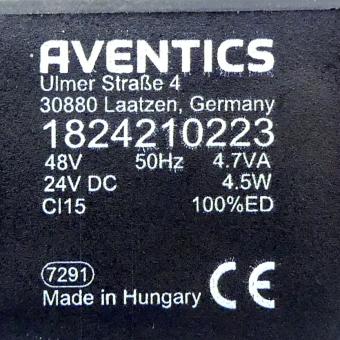 AVENTICS
Ulmer Straße 4
30880 Laatzen, Germany
1824210223
48V 50Hz 4.7VA
24V DC 4.5W
CI15 100%ED
7291
Made in Hungary CE